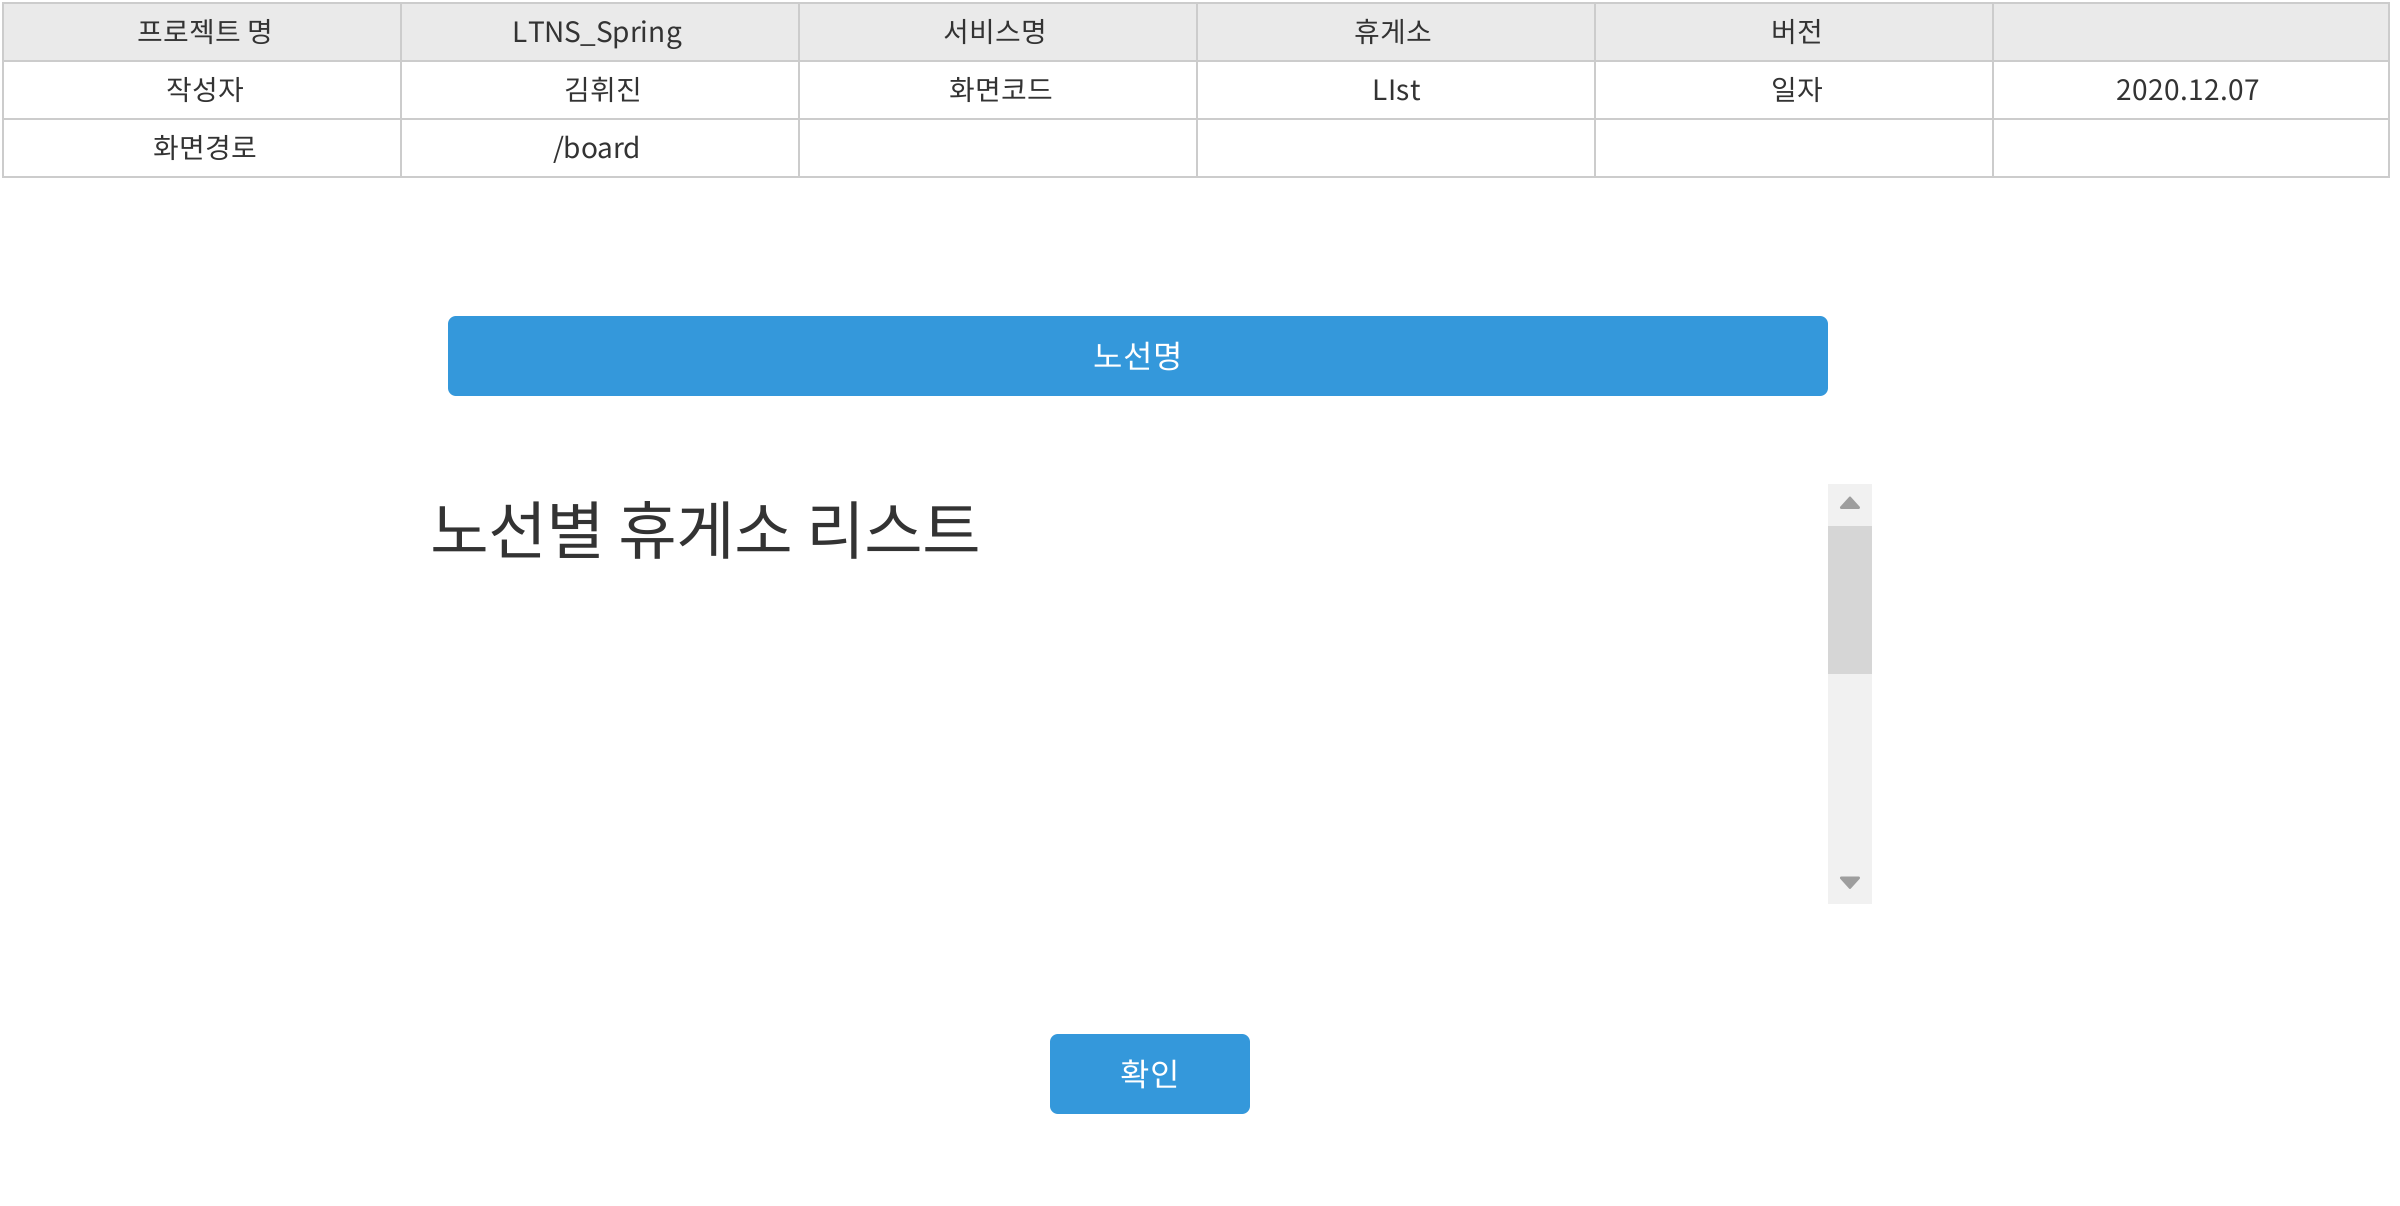 프로젝트 명 LTNS_Spring 서비스명 휴게소 버전
작성자 김휘진 화면코드 LIst 일자 2020.12.07
화면경로 /board
노선명
노선별 휴게소 리스트
확인